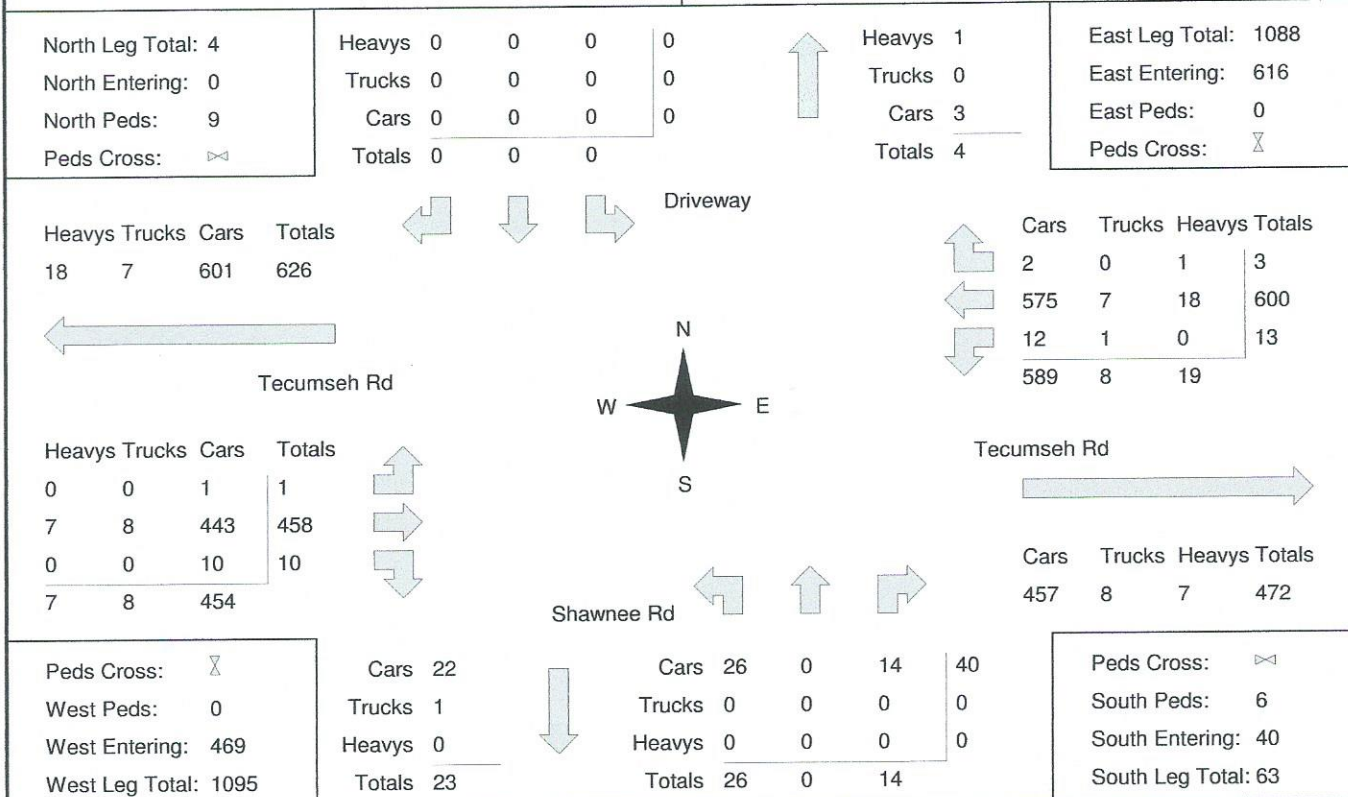 North Leg Total: 4
North Entering: 0
North Peds: 9
Peds Cross:
Heavys 0 0 0 0
Trucks 0 0 0 0
Cars 0 0 0 0
Totals 0 0 0
Heavys 1
Trucks 0
Cars 3
Totals 4
East Leg Total: 1088
East Entering: 616
East Peds: 0
Peds Cross:
Driveway
Heavys Trucks Cars Totals
18 7 601 626
Cars Trucks Heavys Totals
2 0 1 3
575 7 18 600
12 1 0 13
589 8 19
Tecumseh Rd
N
W E
S
Heavys Trucks Cars Totals
0 0 1 1
7 8 443 458
0 0 10 10
7 8 454
Tecumseh Rd
Cars Trucks Heavys Totals
457 8 7 472
Shawnee Rd
Peds Cross:
West Peds: 0
West Entering: 469
West Leg Total: 1095
Cars 22
Trucks 1
Heavys 0
Totals 23
Cars 26 0 14 40
Trucks 0 0 0 0
Heavys 0 0 0 0
Totals 26 0 14
Peds Cross:
South Peds: 6
South Entering: 40
South Leg Total: 63